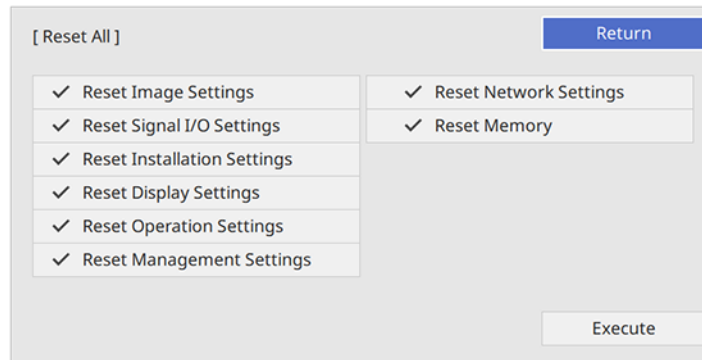 [ Reset All ]
Return
Reset Image Settings
Reset Signal I/O Settings
Reset Installation Settings
Reset Display Settings
Reset Operation Settings
Reset Management Settings
Reset Network Settings
Reset Memory
Execute